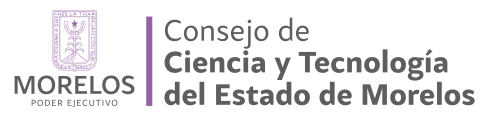 MORELOS
PODER EJECUTIVO
Consejo de
Ciencia y Tecnología
del Estado de Morelos